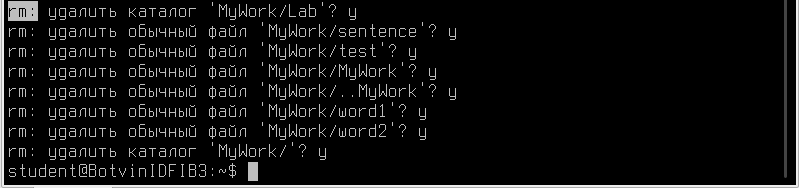 rm: удалить каталог 'MyWork/Lab'? y
rm: удалить обычный файл 'MyWork/sentence'? y
rm: удалить обычный файл 'MyWork/test'? y
rm: удалить обычный файл 'MyWork/MyWork'? y
rm: удалить обычный файл 'MyWork/..MyWork'? y
rm: удалить обычный файл 'MyWork/word1'? y
rm: удалить обычный файл 'MyWork/word2'? y
rm: удалить каталог 'MyWork/'? y
student@BotvinIDFIB3:~$